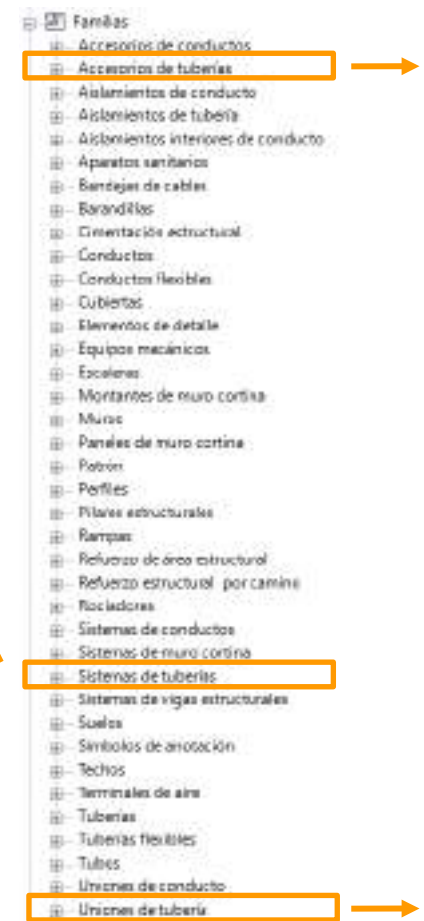 Familias
Accesorios de conductos
Accesorios de tuberías
Aislamientos de conducto
Aislamientos de tubería
Aislamientos interiores de conducto
Aparatos sanitarios
Bandejas de cables
Barandillas
Cimentación estructural
Conductos
Conductos flexibles
Cubiertas
Elementos de detalle
Equipos mecánicos
Escaleras
Montantes de muro cortina
Muros
Paneles de muro cortina
Patrón
Perfiles
Pilares estructurales
Rampas
Refuerzo de área estructural
Refuerzo estructural por camino
Rociadores
Sistemas de conductos
Sistemas de muro cortina
Sistemas de tuberías
Sistemas de vigas estructurales
Suelos
Símbolos de anotación
Techos
Terminales de aire
Tuberías
Tuberías flexibles
Tubos
Uniones de conducto
Uniones de tubería